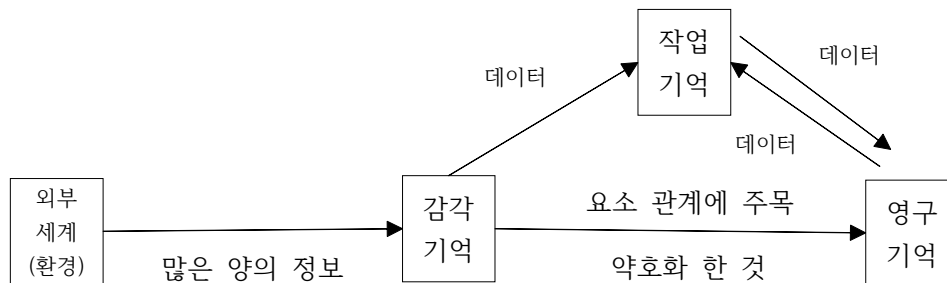 작업
기억
데이터
데이터
데이터
외부
세계
(환경)
많은 양의 정보
감각
기억
요소 관계에 주목
약호화 한 것
영구
기억